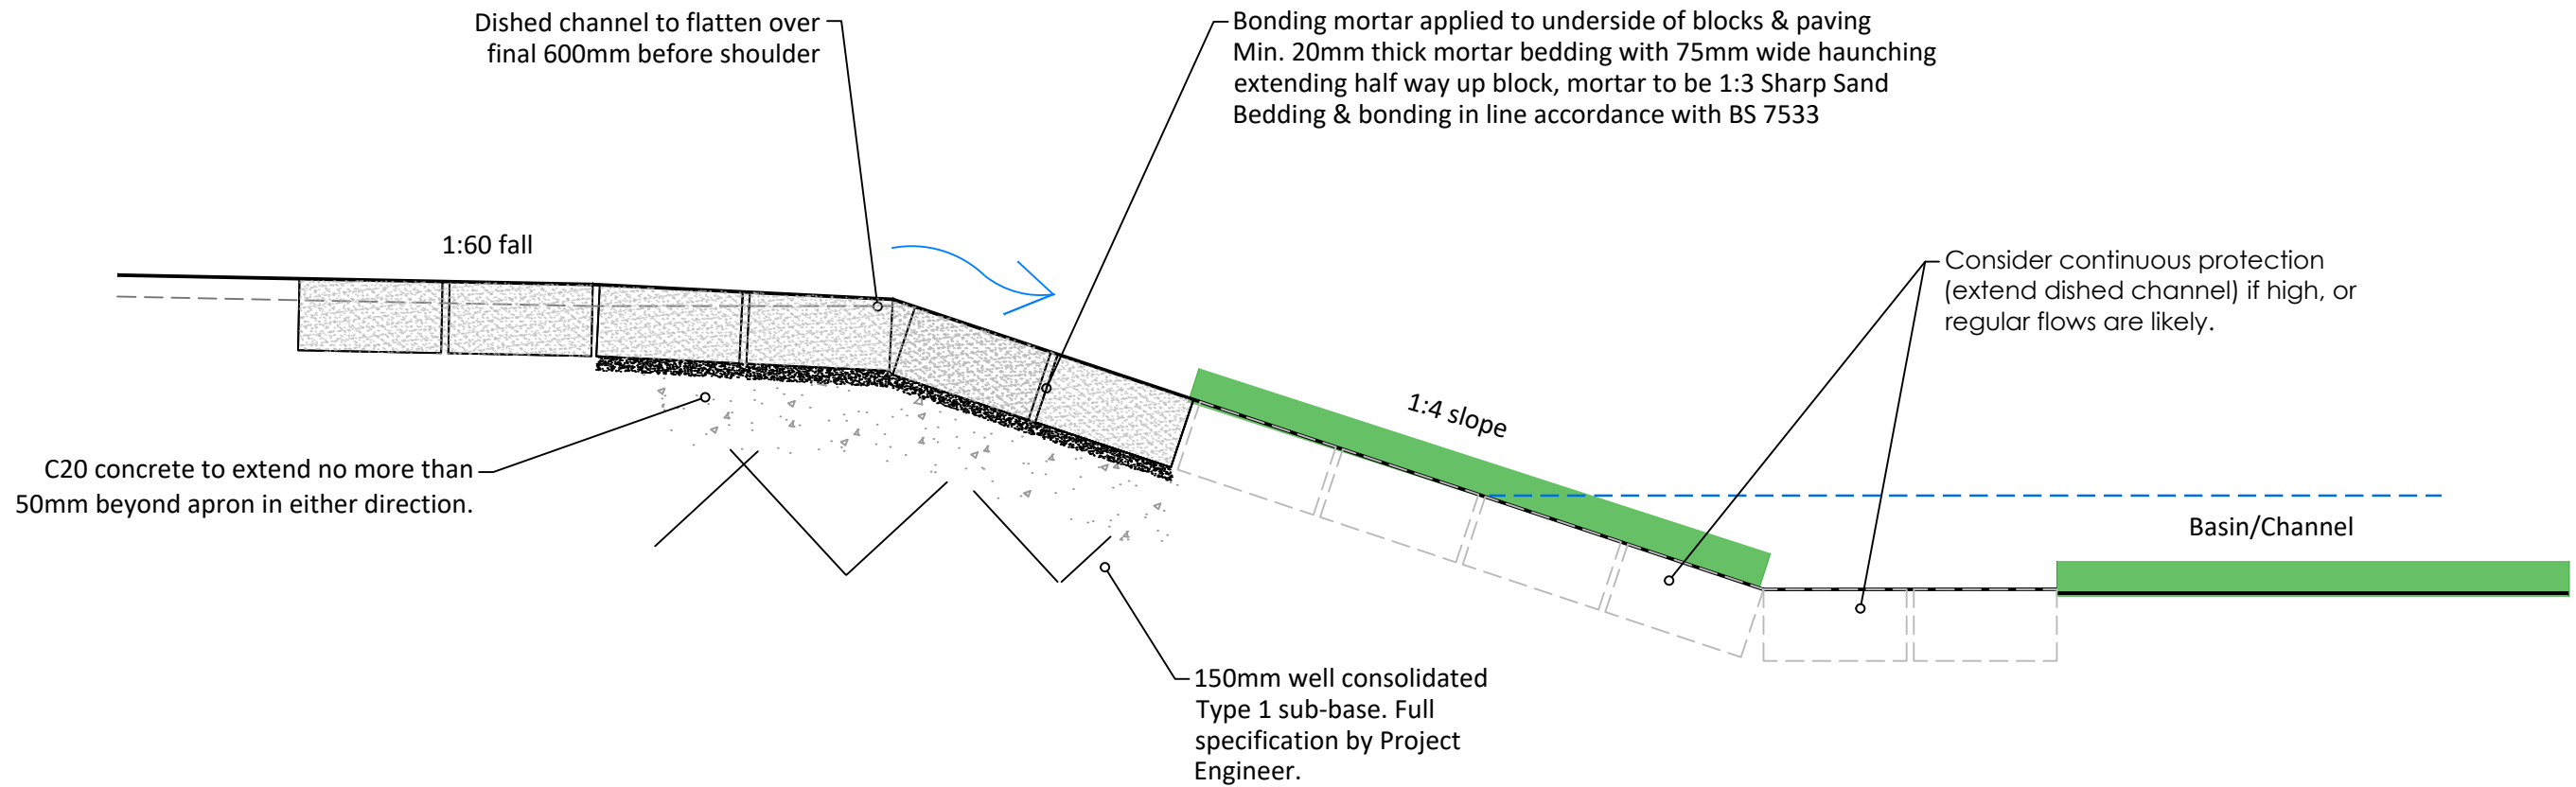 Dished channel to flatten over
final 600mm before shoulder
Bonding mortar applied to underside of blocks & paving
Min. 20mm thick mortar bedding with 75mm wide haunching
extending half way up block, mortar to be 1:3 Sharp Sand
Bedding & bonding in line accordance with BS 7533
1:60 fall
Consider continuous protection
(extend dished channel) if high, or
regular flows are likely.
1:4 slope
C20 concrete to extend no more than
50mm beyond apron in either direction.
Basin/Channel
150mm well consolidated
Type 1 sub-base. Full
specification by Project
Engineer.